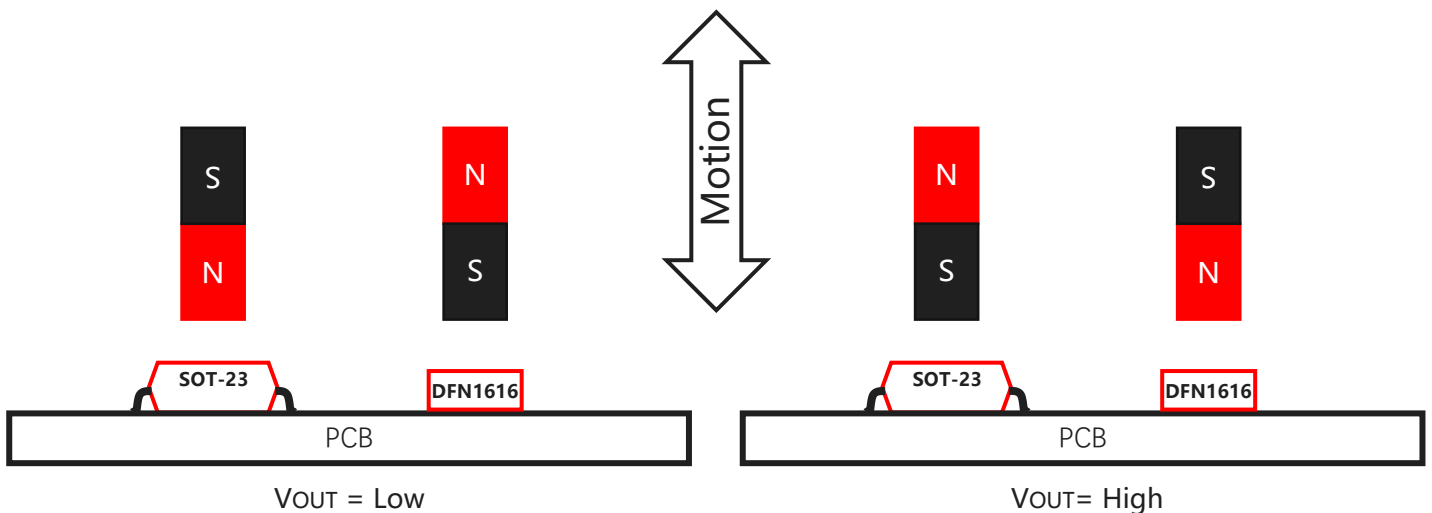 S
N
N
S
Motion
N
S
S
N
SOT-23
DFN1616
SOT-23
DFN1616
PCB
PCB
VOUT = Low
VOUT= High